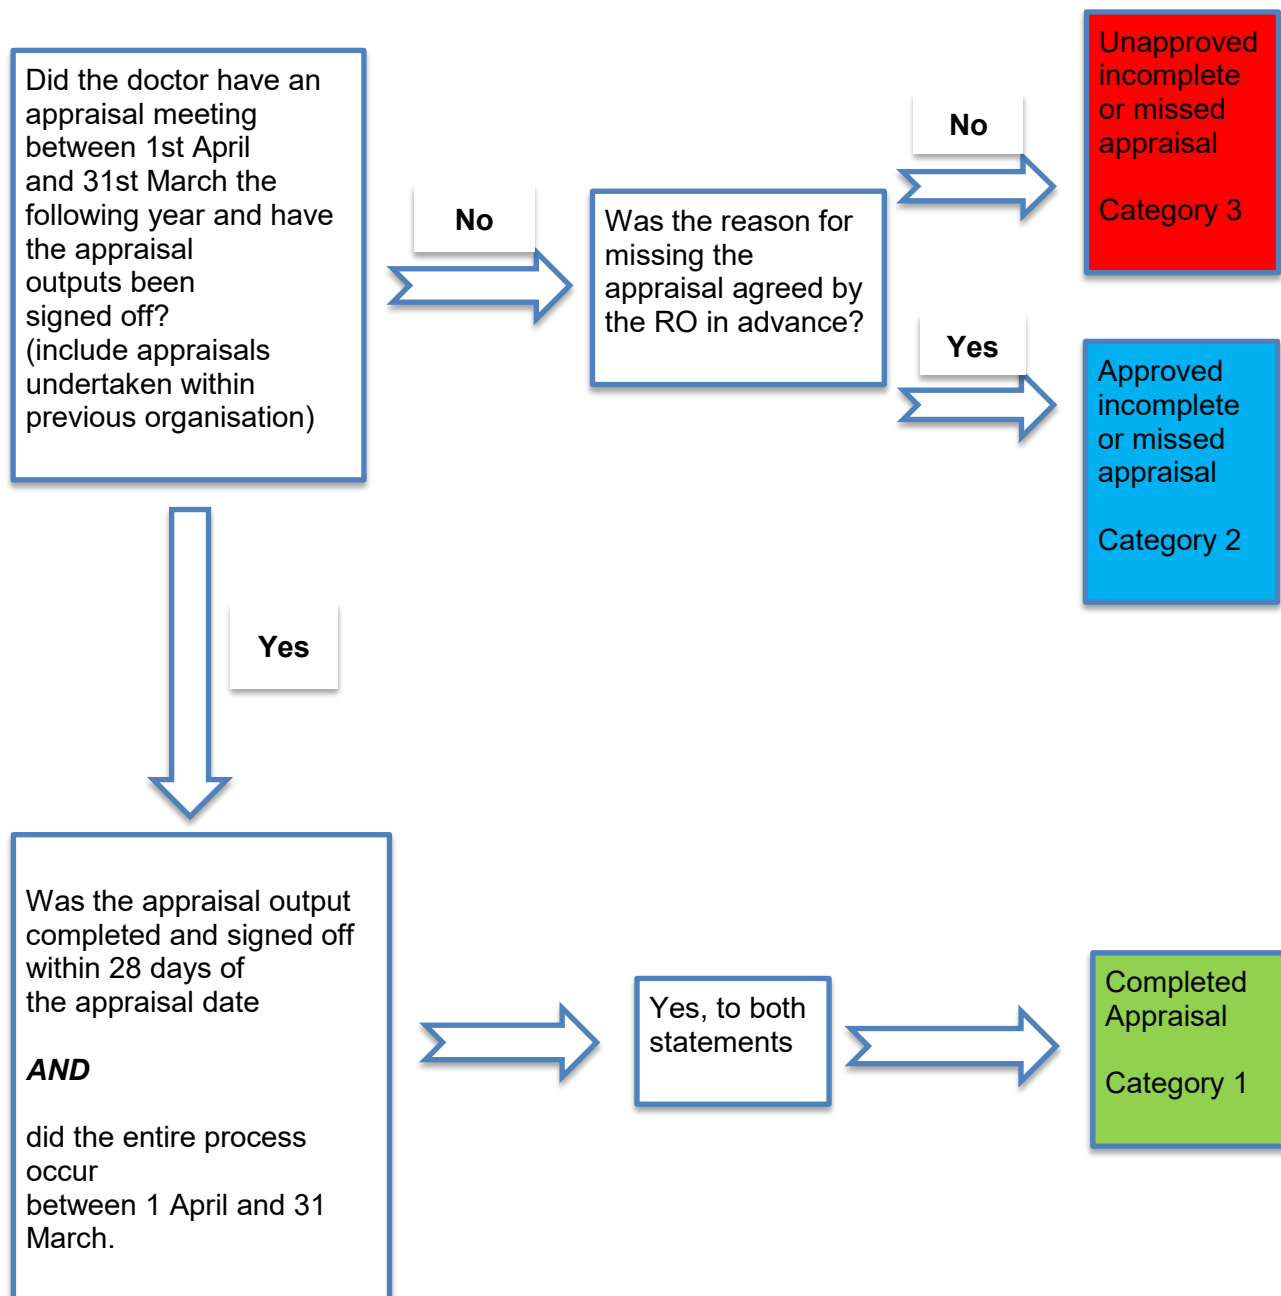 Did the doctor have an
appraisal meeting
between 1st April
and 31st March the
following year and have
the appraisal
outputs been
signed off?
(include appraisals
undertaken within
previous organisation)
No
Was the reason for
missing the
appraisal agreed by
the RO in advance?
No
Unapproved
incomplete
or missed
appraisal
Category 3
Yes
Approved
incomplete
or missed
appraisal
Category 2
Yes
Was the appraisal output
completed and signed off
within 28 days of
the appraisal date
AND
did the entire process
occur
between 1 April and 31
March.
Yes, to both
statements
Completed
Appraisal
Category 1